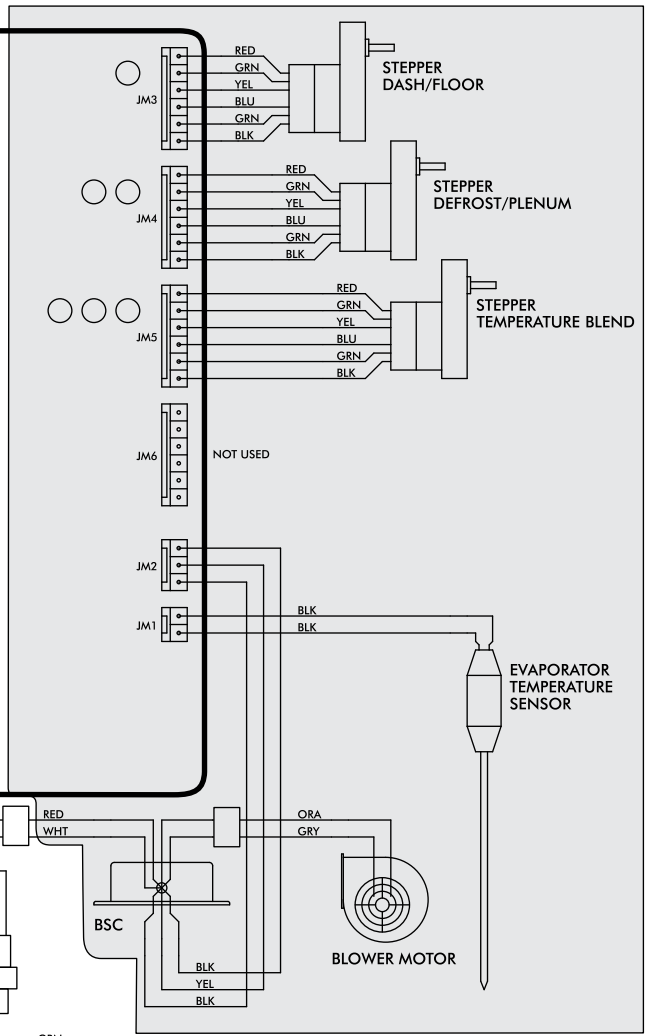 RED
GRN
YEL
BLU
GRN
BLK
JM3
STEPPER
DASH/FLOOR
RED
GRN
YEL
BLU
GRN
BLK
JM4
STEPPER
DEFROST/PLENUM
RED
GRN
YEL
BLU
GRN
BLK
JM5
STEPPER
TEMPERATURE BLEND
JM6
NOT USED
JM2
JM1
BLK
BLK
EVAPORATOR
TEMPERATURE
SENSOR
RED
WHT
ORA
GRY
BSC
BLOWER MOTOR
BLK
YEL
BLK